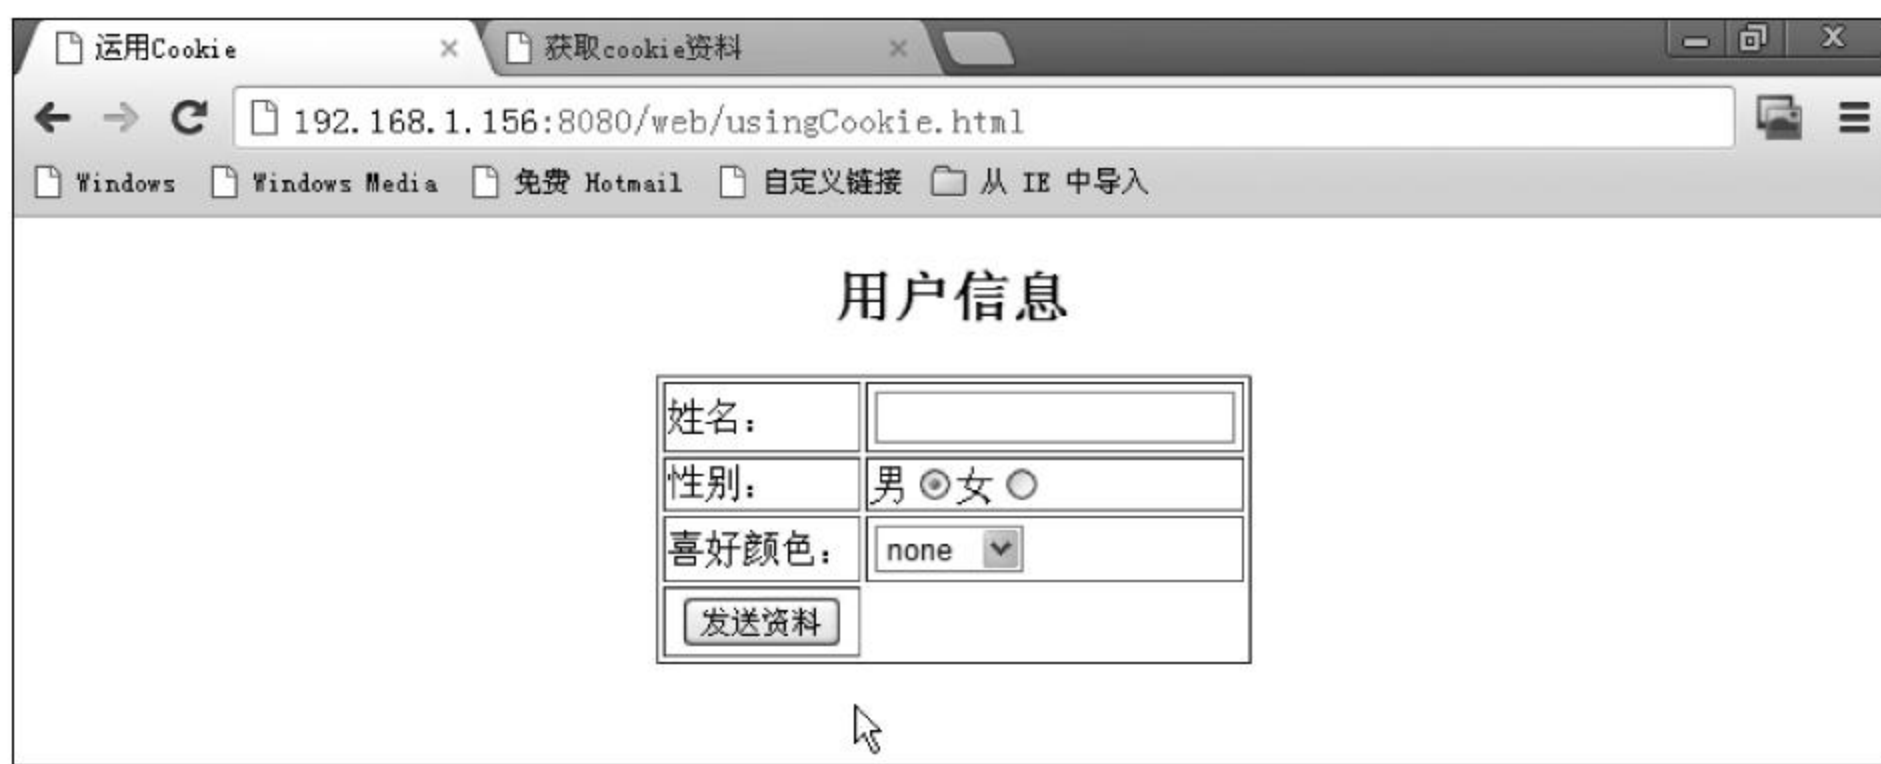 运用Cookie 获取cookie资料
192.168.1.156:8080/web/usingCookie.html
Windows Windows Media 免费 Hotmail 自定义链接 从 IE 中导入
用户信息
姓名：
性别： 男 女
喜好颜色： none
发送资料